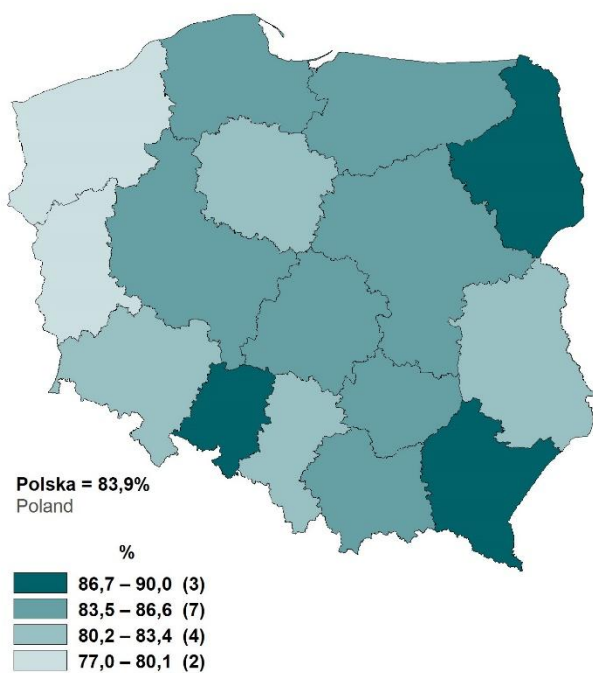 Polska = 83,9%
Poland
%
86,7 – 90,0 (3)
83,5 – 86,6 (7)
80,2 – 83,4 (4)
77,0 – 80,1 (2)